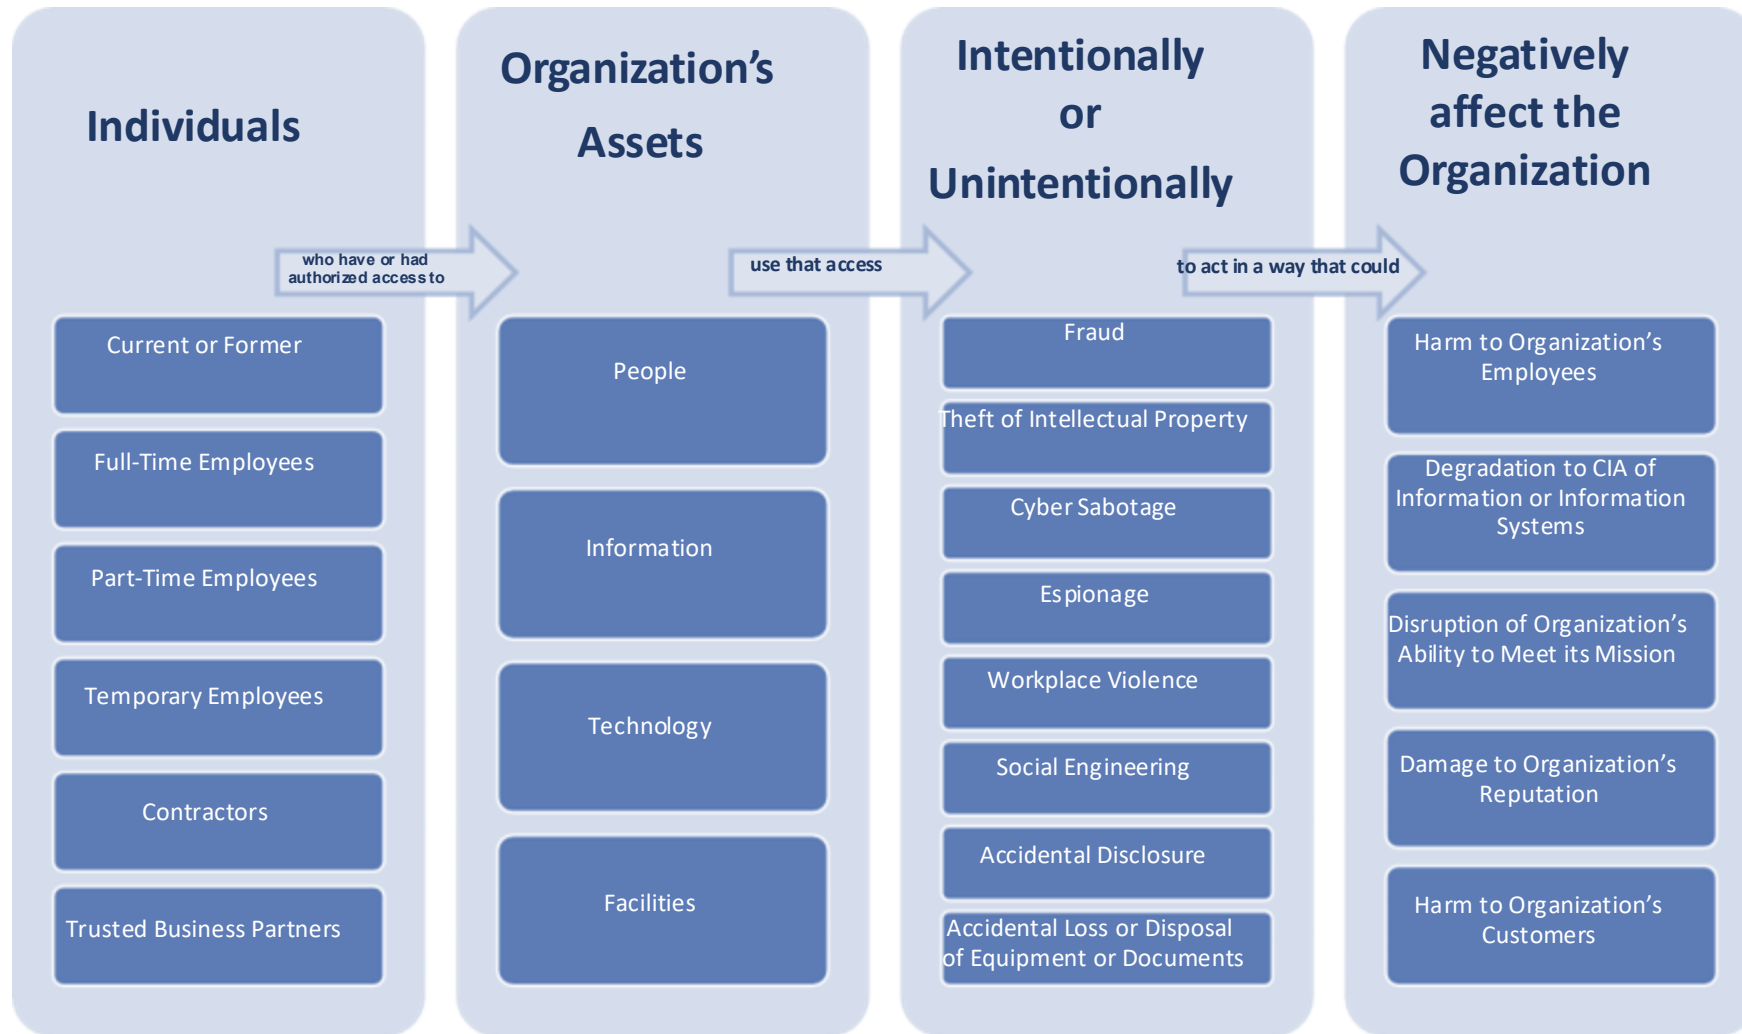 Individuals
who have or had
authorized access to
Current or Former
Full-Time Employees
Part-Time Employees
Temporary Employees
Contractors
Trusted Business Partners
Organization’s
Assets
use that access
People
Information
Technology
Facilities
Intentionally
or
Unintentionally
to act in a way that could
Fraud
Theft of Intellectual Property
Cyber Sabotage
Espionage
Workplace Violence
Social Engineering
Accidental Disclosure
Accidental Loss or Disposal
of Equipment or Documents
Negatively
affect the
Organization
Harm to Organization’s
Employees
Degradation to CIA of
Information or Information
Systems
Disruption of Organization’s
Ability to Meet its Mission
Damage to Organization’s
Reputation
Harm to Organization’s
Customers